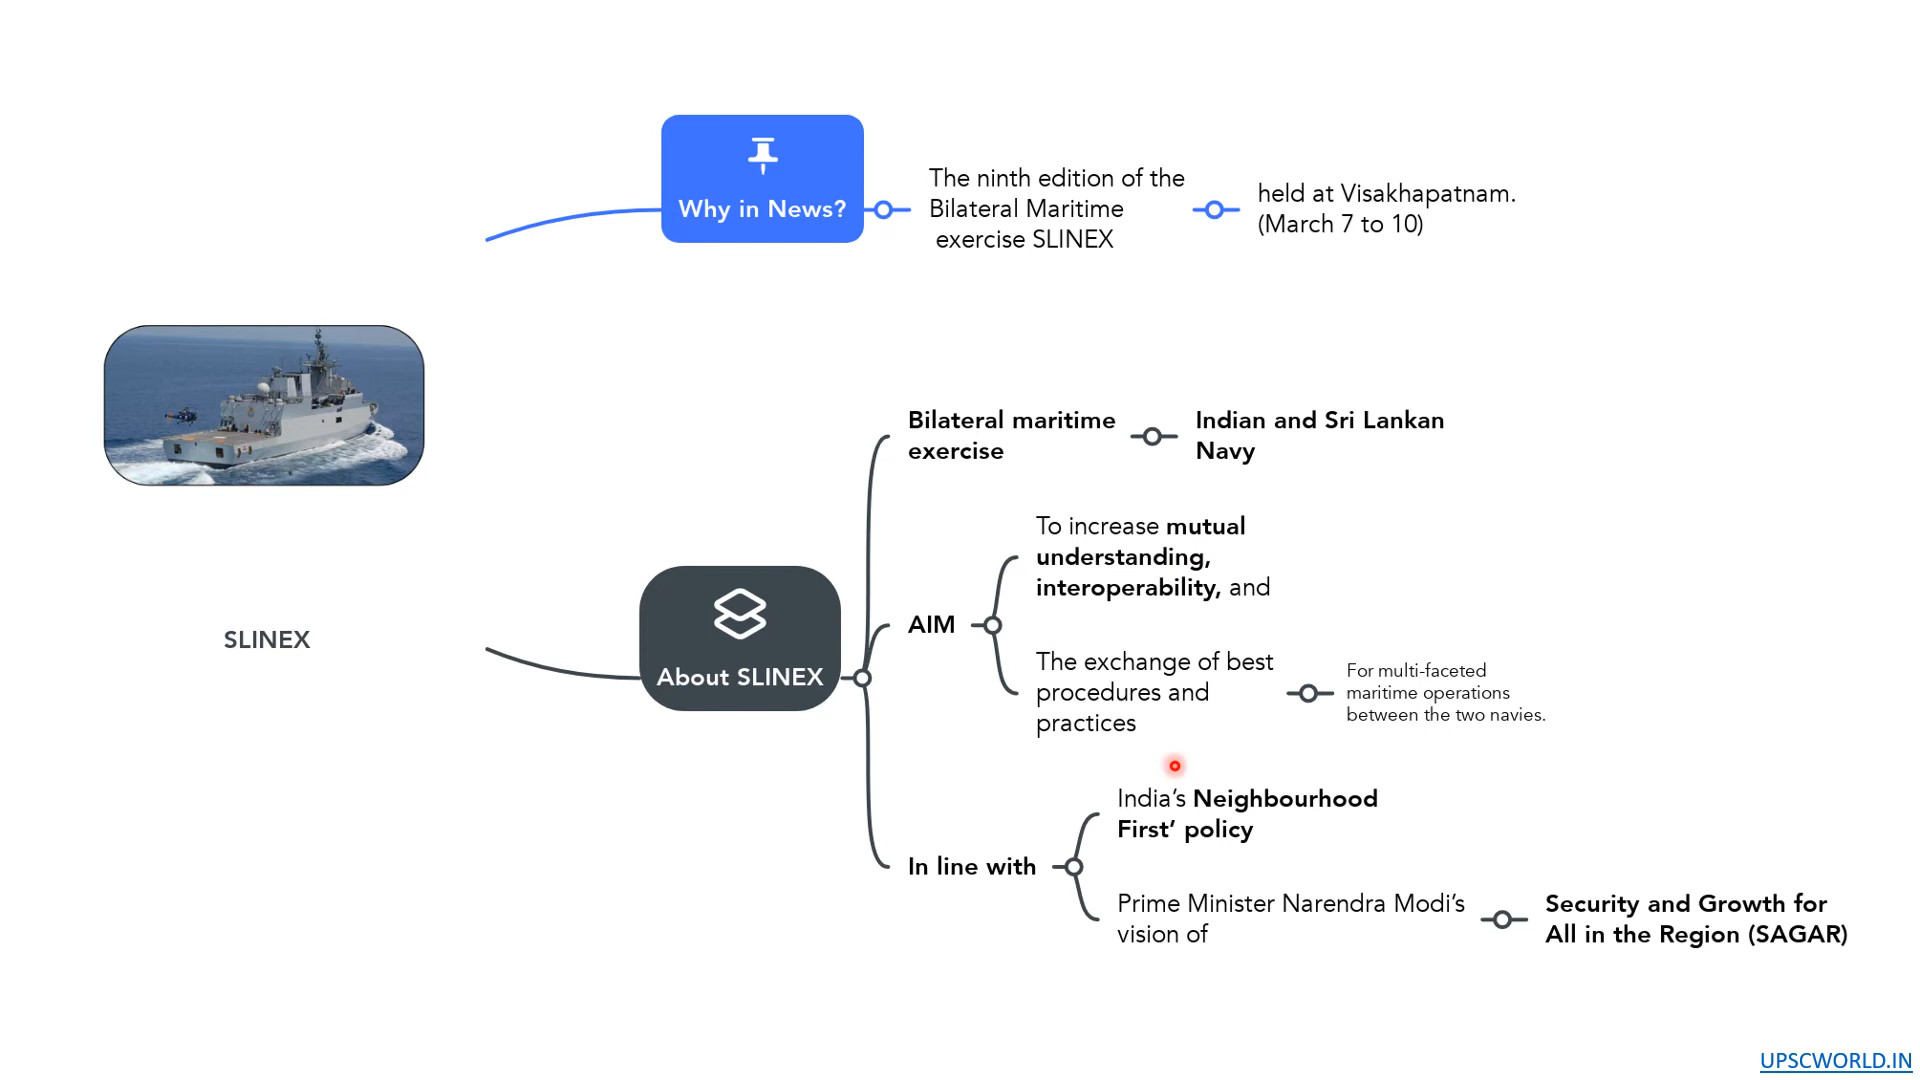 Why in News?
The ninth edition of the
Bilateral Maritime
exercise SLINEX
held at Visakhapatnam.
(March 7 to 10)
SLINEX
About SLINEX
Bilateral maritime
exercise
Indian and Sri Lankan
Navy
AIM
To increase mutual
understanding,
interoperability, and
The exchange of best
procedures and
practices
For multi-faceted
maritime operations
between the two navies.
In line with
India’s Neighbourhood
First‘ policy
Prime Minister Narendra Modi’s
vision of
Security and Growth for
All in the Region (SAGAR)
UPSCWORLD.IN